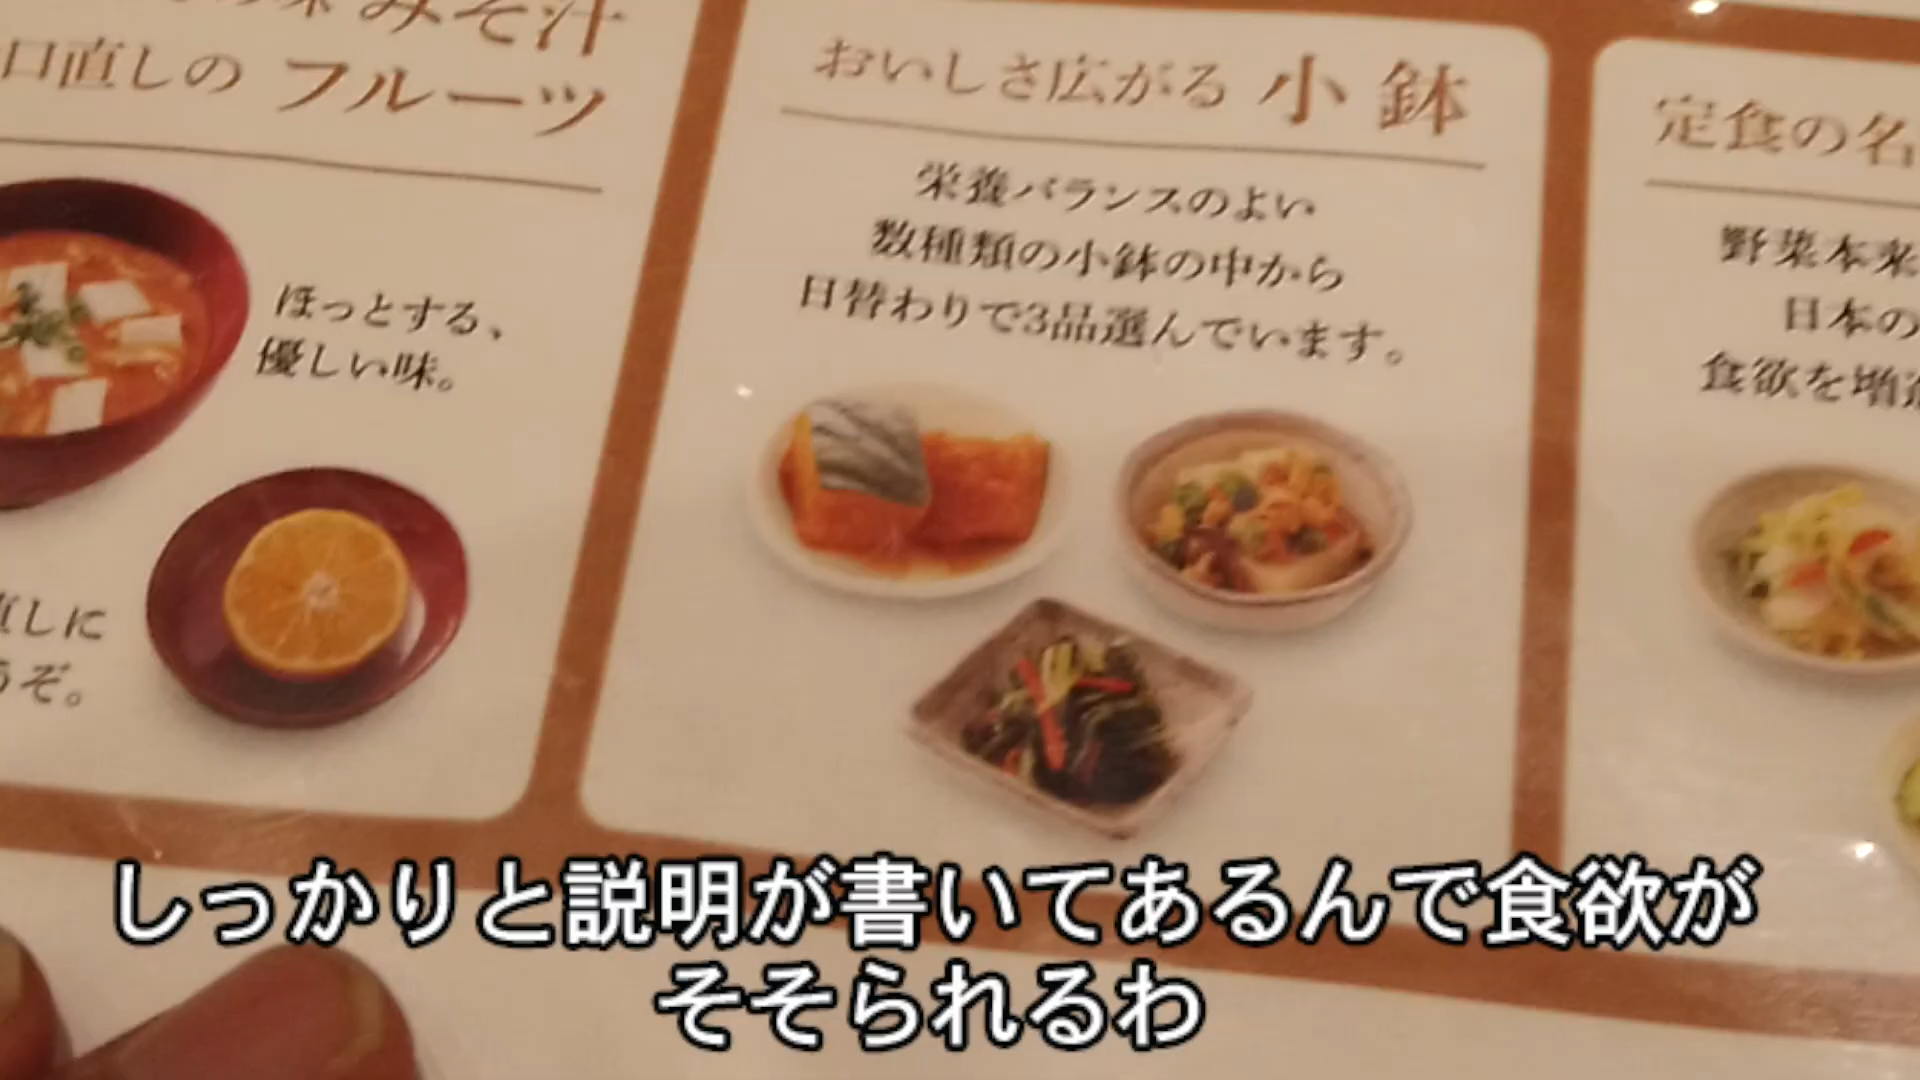 みそ汁
口直しの フルーツ
ほっとする、
優しい味。
直しに
うぞ。
おいしさ広がる 小鉢
栄養バランスのよい
数種類の小鉢の中から
日替わりで3品選んでいます。
定食の名
野菜本来
日本の
食欲を増進
しっかりと説明が書いてあるんで食欲が
そそられるわ